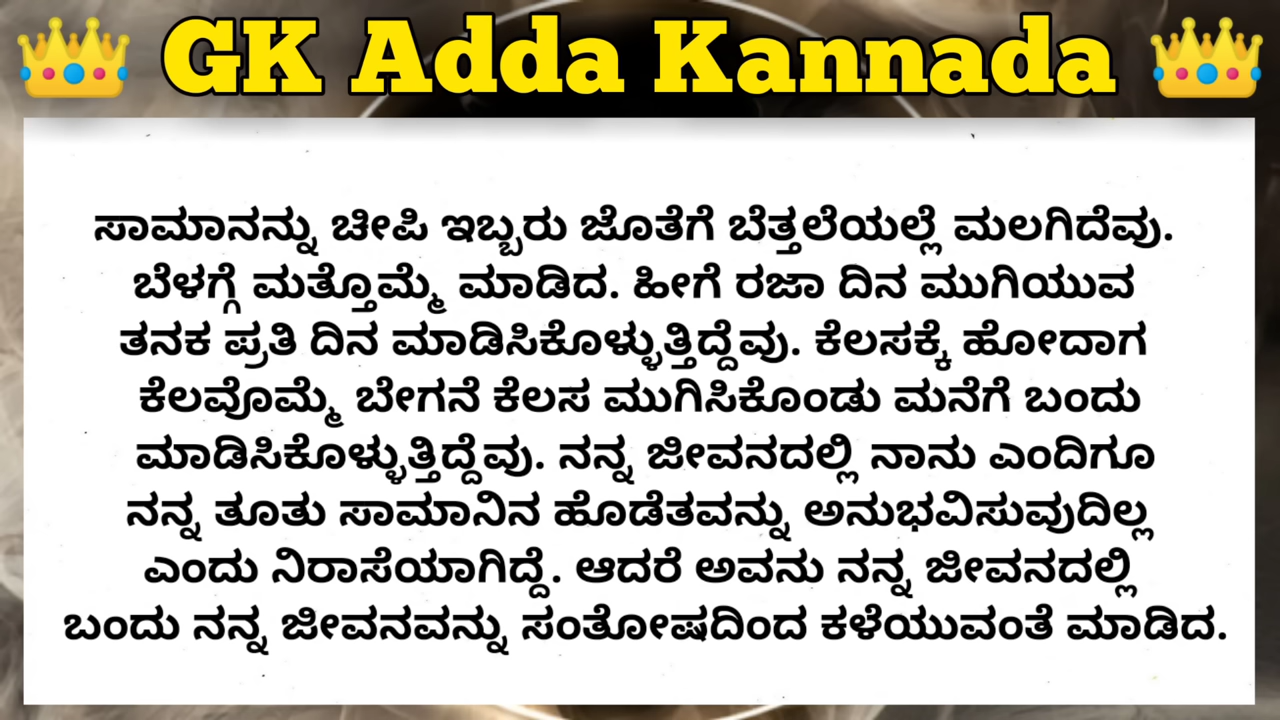 GK Adda Kannada
ಸಾಮಾನನ್ನು ಚೀಪಿ ಇಬ್ಬರು ಜೊತೆಗೆ ಬೆತ್ತಲೆಯಲ್ಲೆ ಮಲಗಿದೆವು.
ಬೆಳಗ್ಗೆ ಮತ್ತೊಮ್ಮೆ ಮಾಡಿದ. ಹೀಗೆ ರಜಾ ದಿನ ಮುಗಿಯುವ
ತನಕ ಪ್ರತಿ ದಿನ ಮಾಡಿಸಿಕೊಳ್ಳುತ್ತಿದ್ದೆವು. ಕೆಲಸಕ್ಕೆ ಹೋದಾಗ
ಕೆಲವೊಮ್ಮೆ ಬೇಗನೆ ಕೆಲಸ ಮುಗಿಸಿಕೊಂಡು ಮನೆಗೆ ಬಂದು
ಮಾಡಿಸಿಕೊಳ್ಳುತ್ತಿದ್ದೆವು. ನನ್ನ ಜೀವನದಲ್ಲಿ ನಾನು ಎಂದಿಗೂ
ನನ್ನ ತೂತು ಸಾಮಾನಿನ ಹೊಡೆತವನ್ನು ಅನುಭವಿಸುವುದಿಲ್ಲ
ಎಂದು ನಿರಾಸೆಯಾಗಿದ್ದೆ. ಆದರೆ ಅವನು ನನ್ನ ಜೀವನದಲ್ಲಿ
ಬಂದು ನನ್ನ ಜೀವನವನ್ನು ಸಂತೋಷದಿಂದ ಕಳೆಯುವಂತೆ ಮಾಡಿದ.